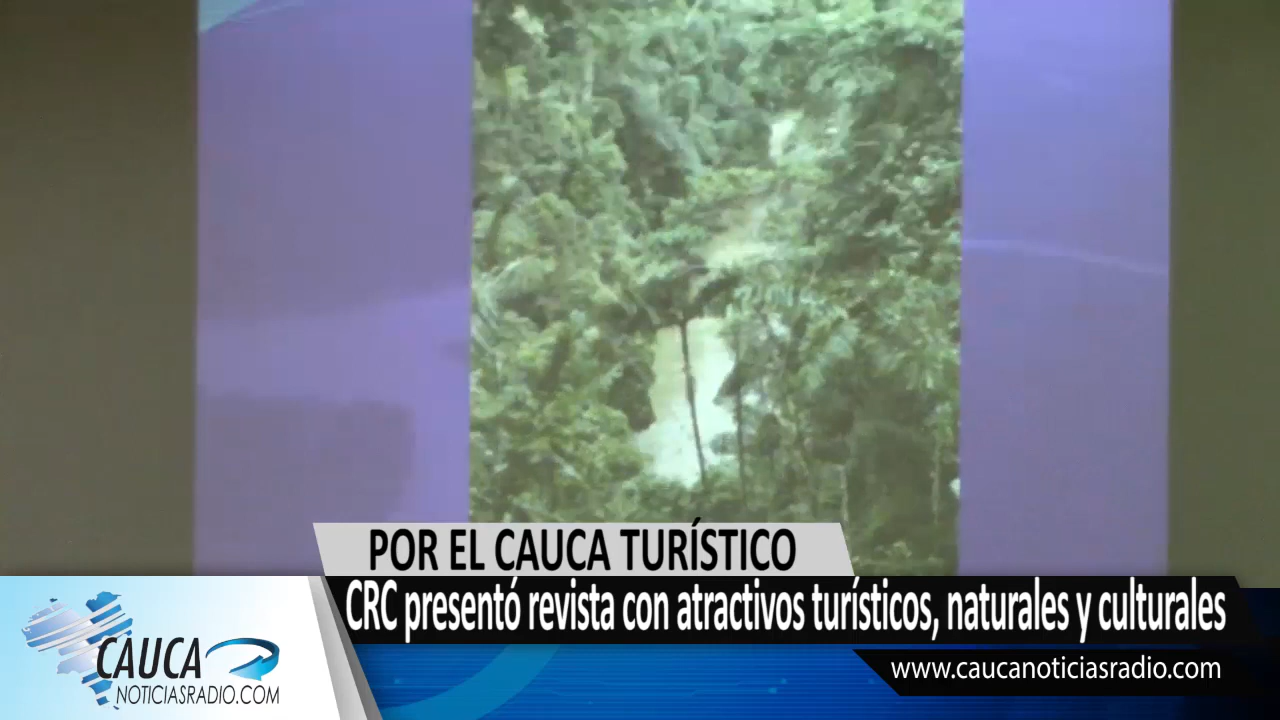 POR EL CAUCA TURÍSTICO
CRC presentó revista con atractivos turísticos, naturales y culturales
CAUCA
NOTICIASRADIO.COM
www.caucanoticiasradio.com